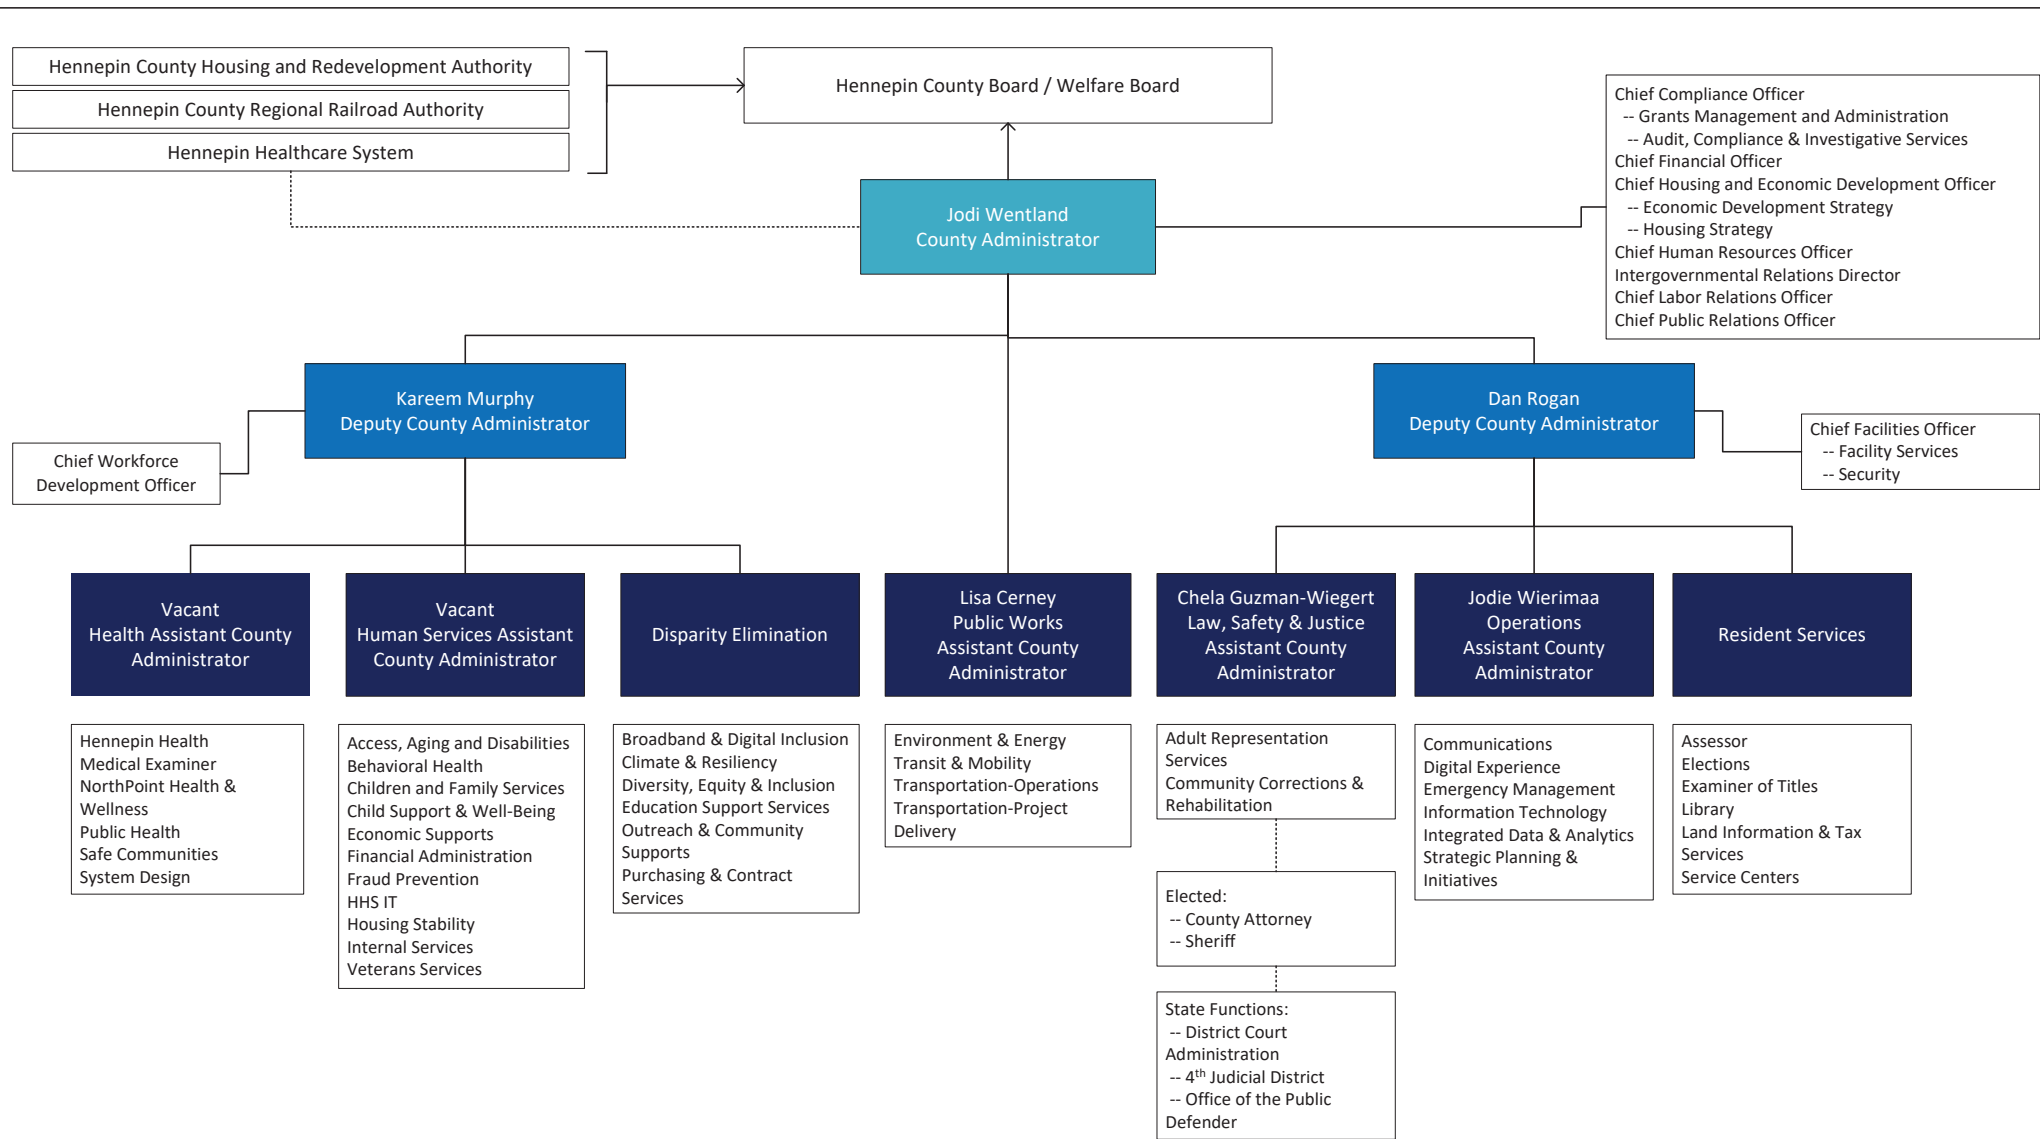 Hennepin County Housing and Redevelopment Authority
Hennepin County Regional Railroad Authority
Hennepin Healthcare System
Hennepin County Board / Welfare Board
Chief Compliance Officer
-- Grants Management and Administration
-- Audit, Compliance & Investigative Services
Chief Financial Officer
Chief Housing and Economic Development Officer
-- Economic Development Strategy
-- Housing Strategy
Chief Human Resources Officer
Intergovernmental Relations Director
Chief Labor Relations Officer
Chief Public Relations Officer
Jodi Wentland
County Administrator
Kareem Murphy
Deputy County Administrator
Dan Rogan
Deputy County Administrator
Chief Workforce
Development Officer
Chief Facilities Officer
-- Facility Services
-- Security
Vacant
Health Assistant County
Administrator
Vacant
Human Services Assistant
County Administrator
Disparity Elimination
Lisa Cerney
Public Works
Assistant County
Administrator
Chela Guzman-Wiegert
Law, Safety & Justice
Assistant County
Administrator
Jodie Wierimaa
Operations
Assistant County
Administrator
Resident Services
Hennepin Health
Medical Examiner
NorthPoint Health &
Wellness
Public Health
Safe Communities
System Design
Access, Aging and Disabilities
Behavioral Health
Children and Family Services
Child Support & Well-Being
Economic Supports
Financial Administration
Fraud Prevention
HHS IT
Housing Stability
Internal Services
Veterans Services
Broadband & Digital Inclusion
Climate & Resiliency
Diversity, Equity & Inclusion
Education Support Services
Outreach & Community
Supports
Purchasing & Contract
Services
Environment & Energy
Transit & Mobility
Transportation-Operations
Transportation-Project
Delivery
Adult Representation
Services
Community Corrections &
Rehabilitation
Elected:
-- County Attorney
-- Sheriff
State Functions:
-- District Court
Administration
-- 4th Judicial District
-- Office of the Public
Defender
Communications
Digital Experience
Emergency Management
Information Technology
Integrated Data & Analytics
Strategic Planning &
Initiatives
Assessor
Elections
Examiner of Titles
Library
Land Information & Tax
Services
Service Centers